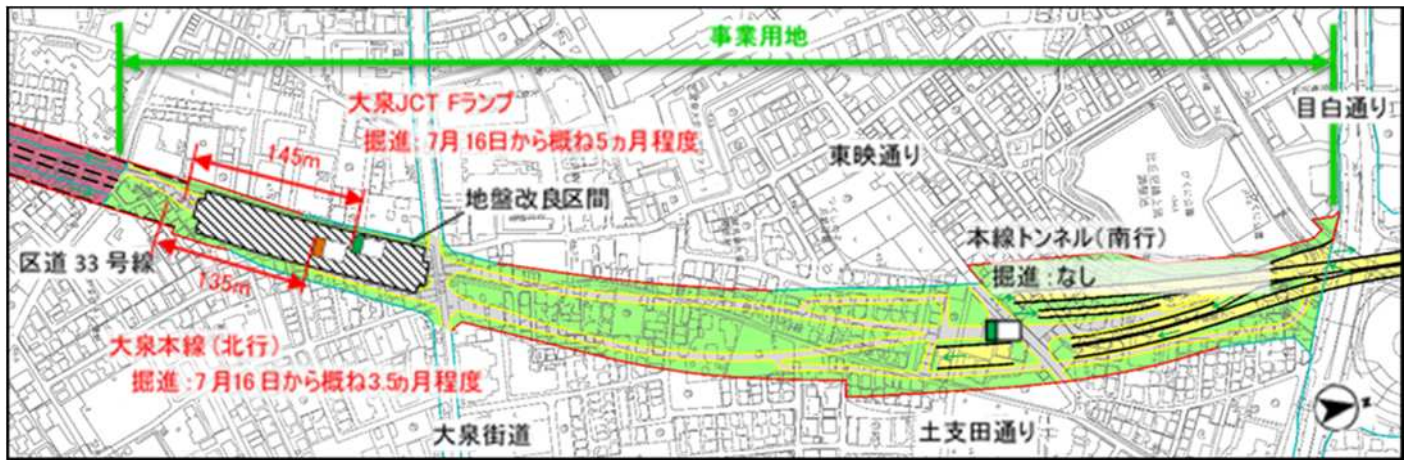 事業用地
目白通り
大泉JCT Fランプ
掘進：7月16日から概ね5ヵ月程度
145m
東映通り
地盤改良区間
本線トンネル(南行)
掘進：なし
区道33号線
135m
大泉本線(北行)
掘進：7月16日から概ね3.5ヵ月程度
大泉街道
土支田通り